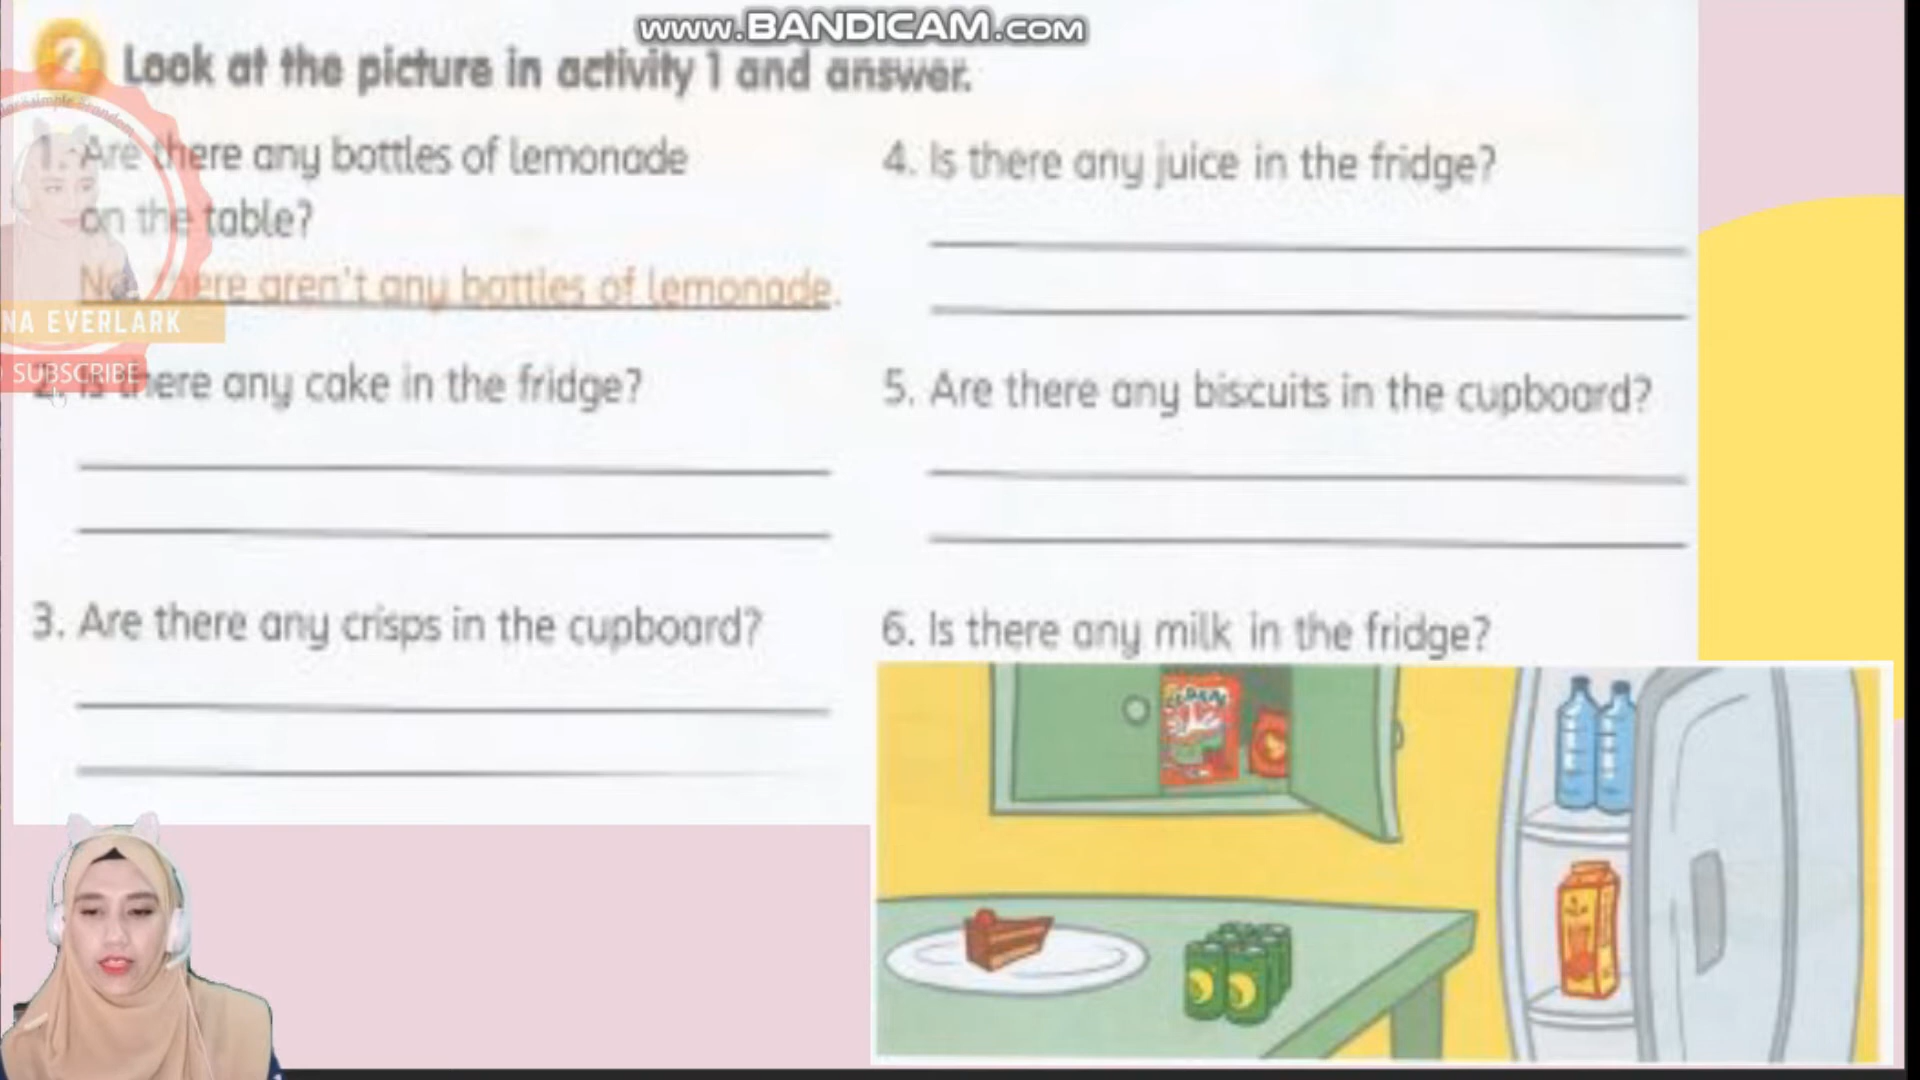 www.BANDICAM.com
2 Look at the picture in activity 1 and answer.
1. Are there any bottles of lemonade
on the table?
No, there aren't any bottles of lemonade.
NA EVERLARK
SUBSCRIBE
2. Is there any cake in the fridge?
3. Are there any crisps in the cupboard?
4. Is there any juice in the fridge?
5. Are there any biscuits in the cupboard?
6. Is there any milk in the fridge?